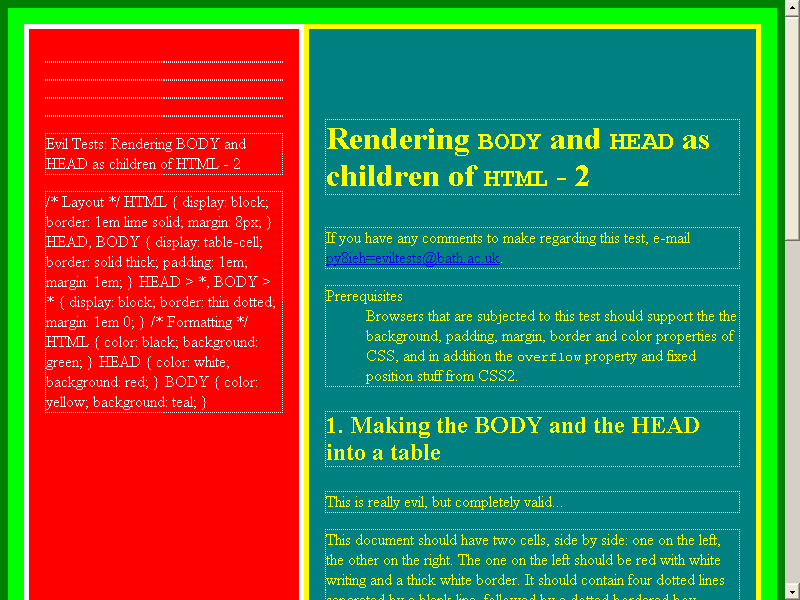 Evil Tests: Rendering BODY and
HEAD as children of HTML - 2
/* Layout */ HTML { display: block;
border: 1em lime solid; margin: 8px; }
HEAD, BODY { display: table-cell;
border: solid thick; padding: 1em;
margin: 1em; } HEAD > *, BODY >
* { display: block; border: thin dotted;
margin: 1em 0; } /* Formatting */
HTML { color: black; background:
green; } HEAD { color: white;
background: red; } BODY { color:
yellow; background: teal; }
Rendering BODY and HEAD as
children of HTML - 2
If you have any comments to make regarding this test, e-mail
py8ieh=eviltests@bath.ac.uk.
Prerequisites
Browsers that are subjected to this test should support the the
background, padding, margin, border and color properties of
CSS, and in addition the overflow property and fixed
position stuff from CSS2.
1. Making the BODY and the HEAD
into a table
This is really evil, but completely valid...
This document should have two cells, side by side: one on the left,
the other on the right. The one on the left should be red with white
writing and a thick white border. It should contain four dotted lines
separated by a blank line, followed by a dotted bordered box